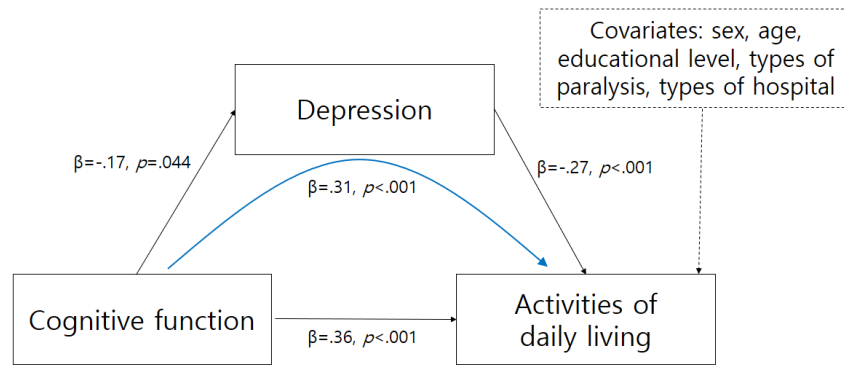 Covariates: sex, age,
educational level, types of
paralysis, types of hospital
Depression
β=-.17, p=.044
β=.31, p<.001
β=-.27, p<.001
Cognitive function
β=.36, p<.001
Activities of
daily living